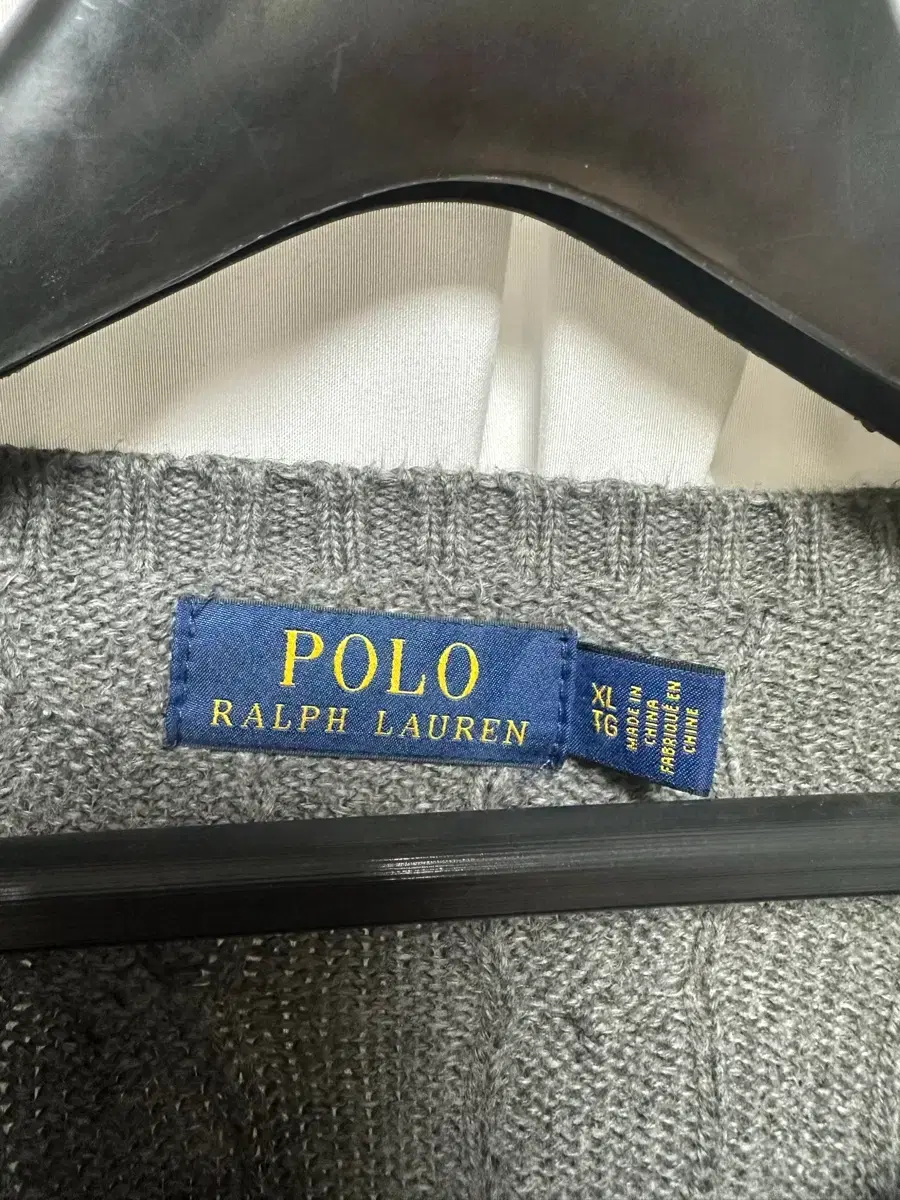 POLO
RALPH LAUREN
XL
TG
MADE IN
CHINA
FABRIQUÉ EN
CHINE